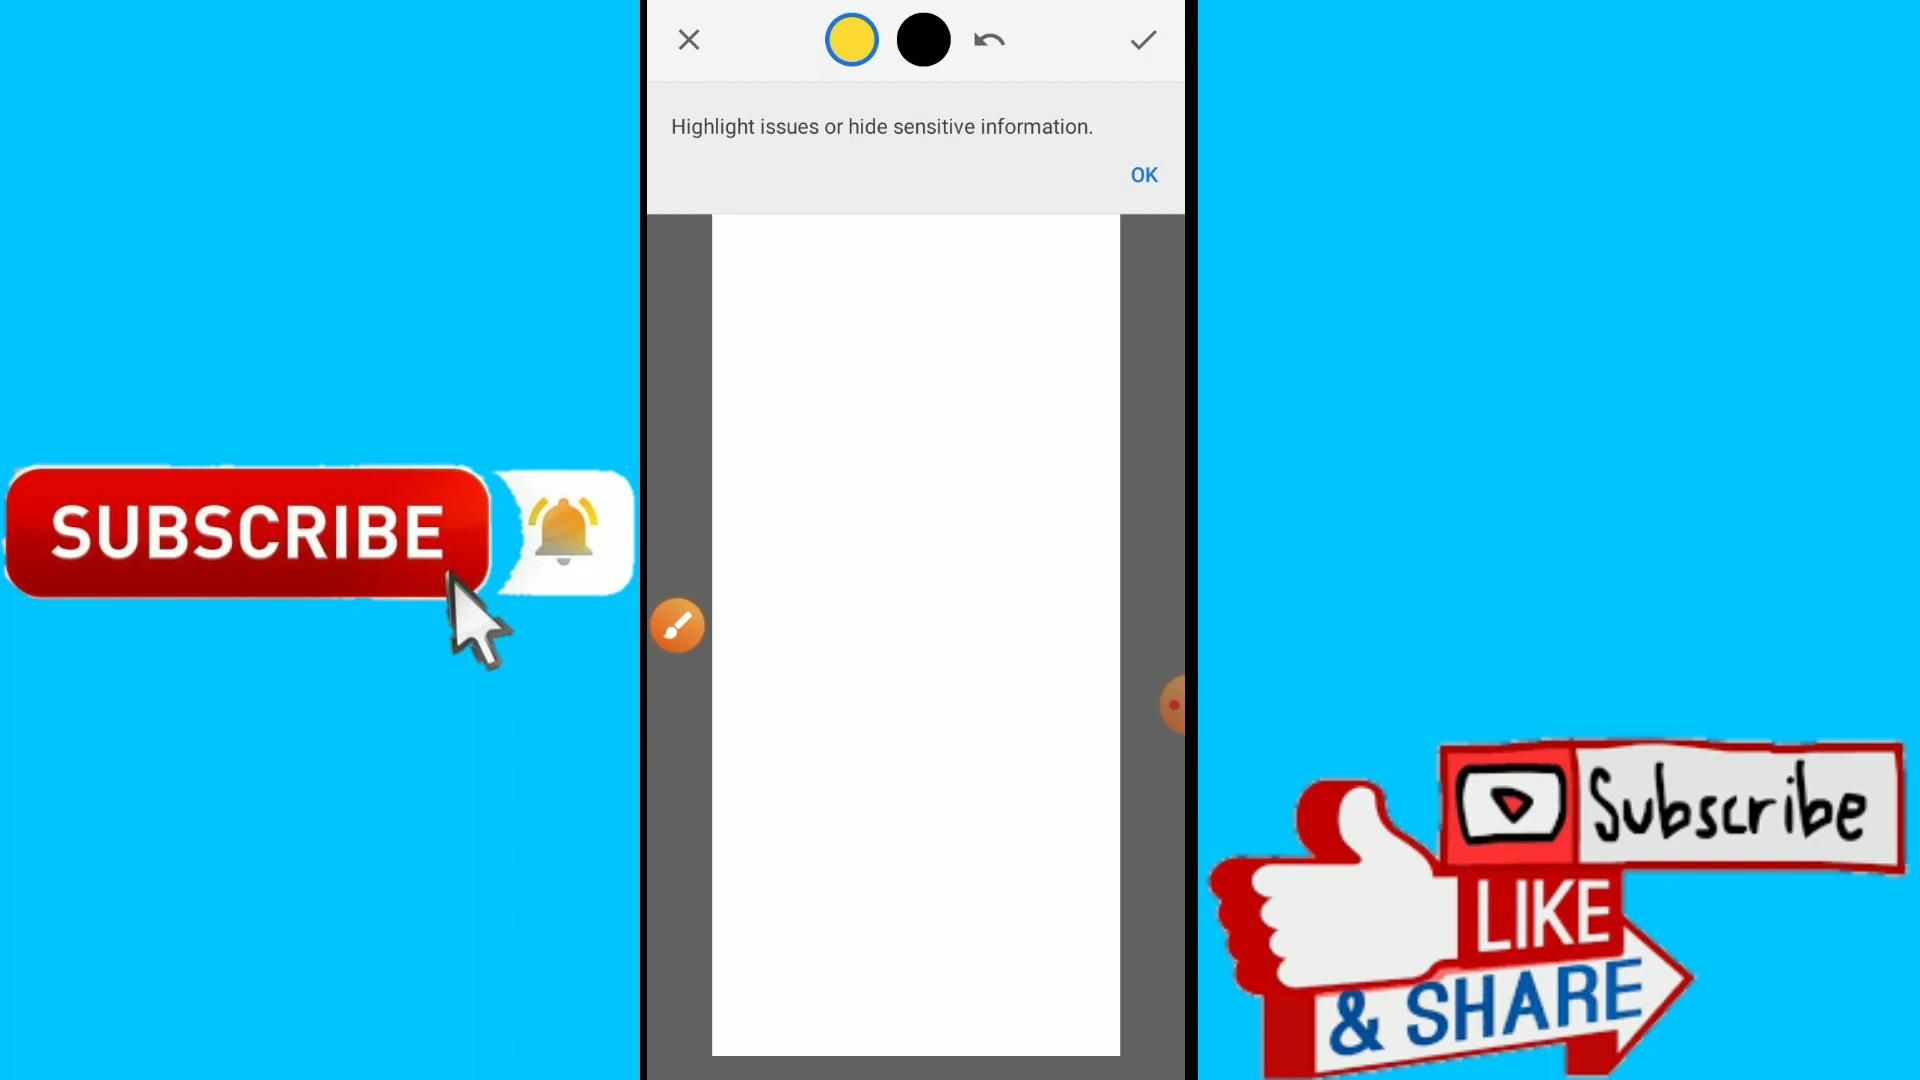 Highlight issues or hide sensitive information.
OK
SUBSCRIBE
Subscribe
LIKE
& SHARE